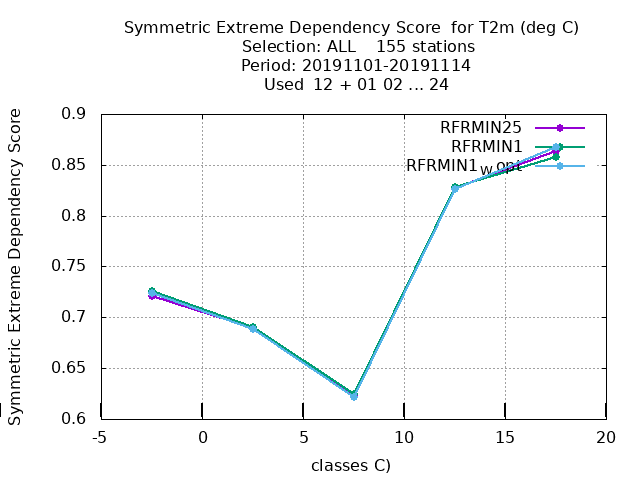 Symmetric Extreme Dependency Score for T2m (deg C)
Selection: ALL 155 stations
Period: 20191101-20191114
Used 12 + 01 02 ... 24
Symmetric Extreme Dependency Score
0.9
0.85
0.8
0.75
0.7
0.65
0.6
RFRMIN25
RFRMIN1
RFRMIN1w opt
-5 0 5 10 15 20
classes C)